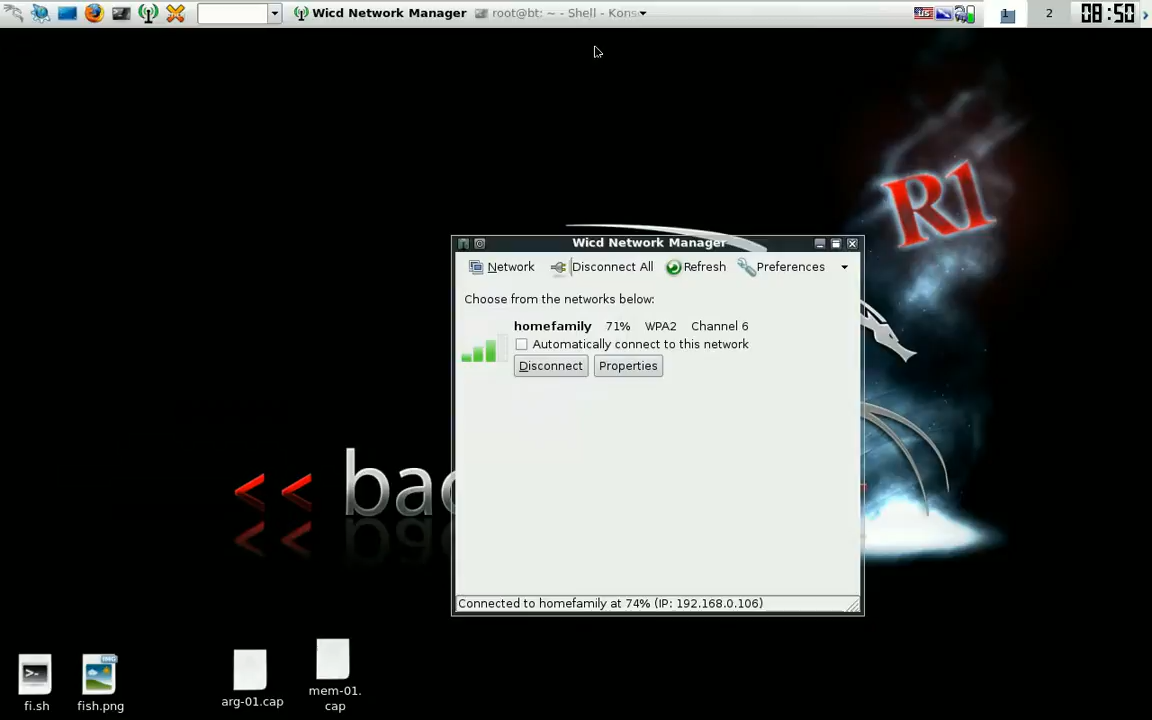 Wicd Network Manager
root@bt: ~ - Shell - Kons
1
2
08:50
R1
Wicd Network Manager
Network
Disconnect All
Refresh
Preferences
Choose from the networks below:
homefamily 71% WPA2 Channel 6
Automatically connect to this network
Disconnect
Properties
<< bac
Connected to homefamily at 74% (IP: 192.168.0.106)
fi.sh
fish.png
arg-01.cap
mem-01.
cap